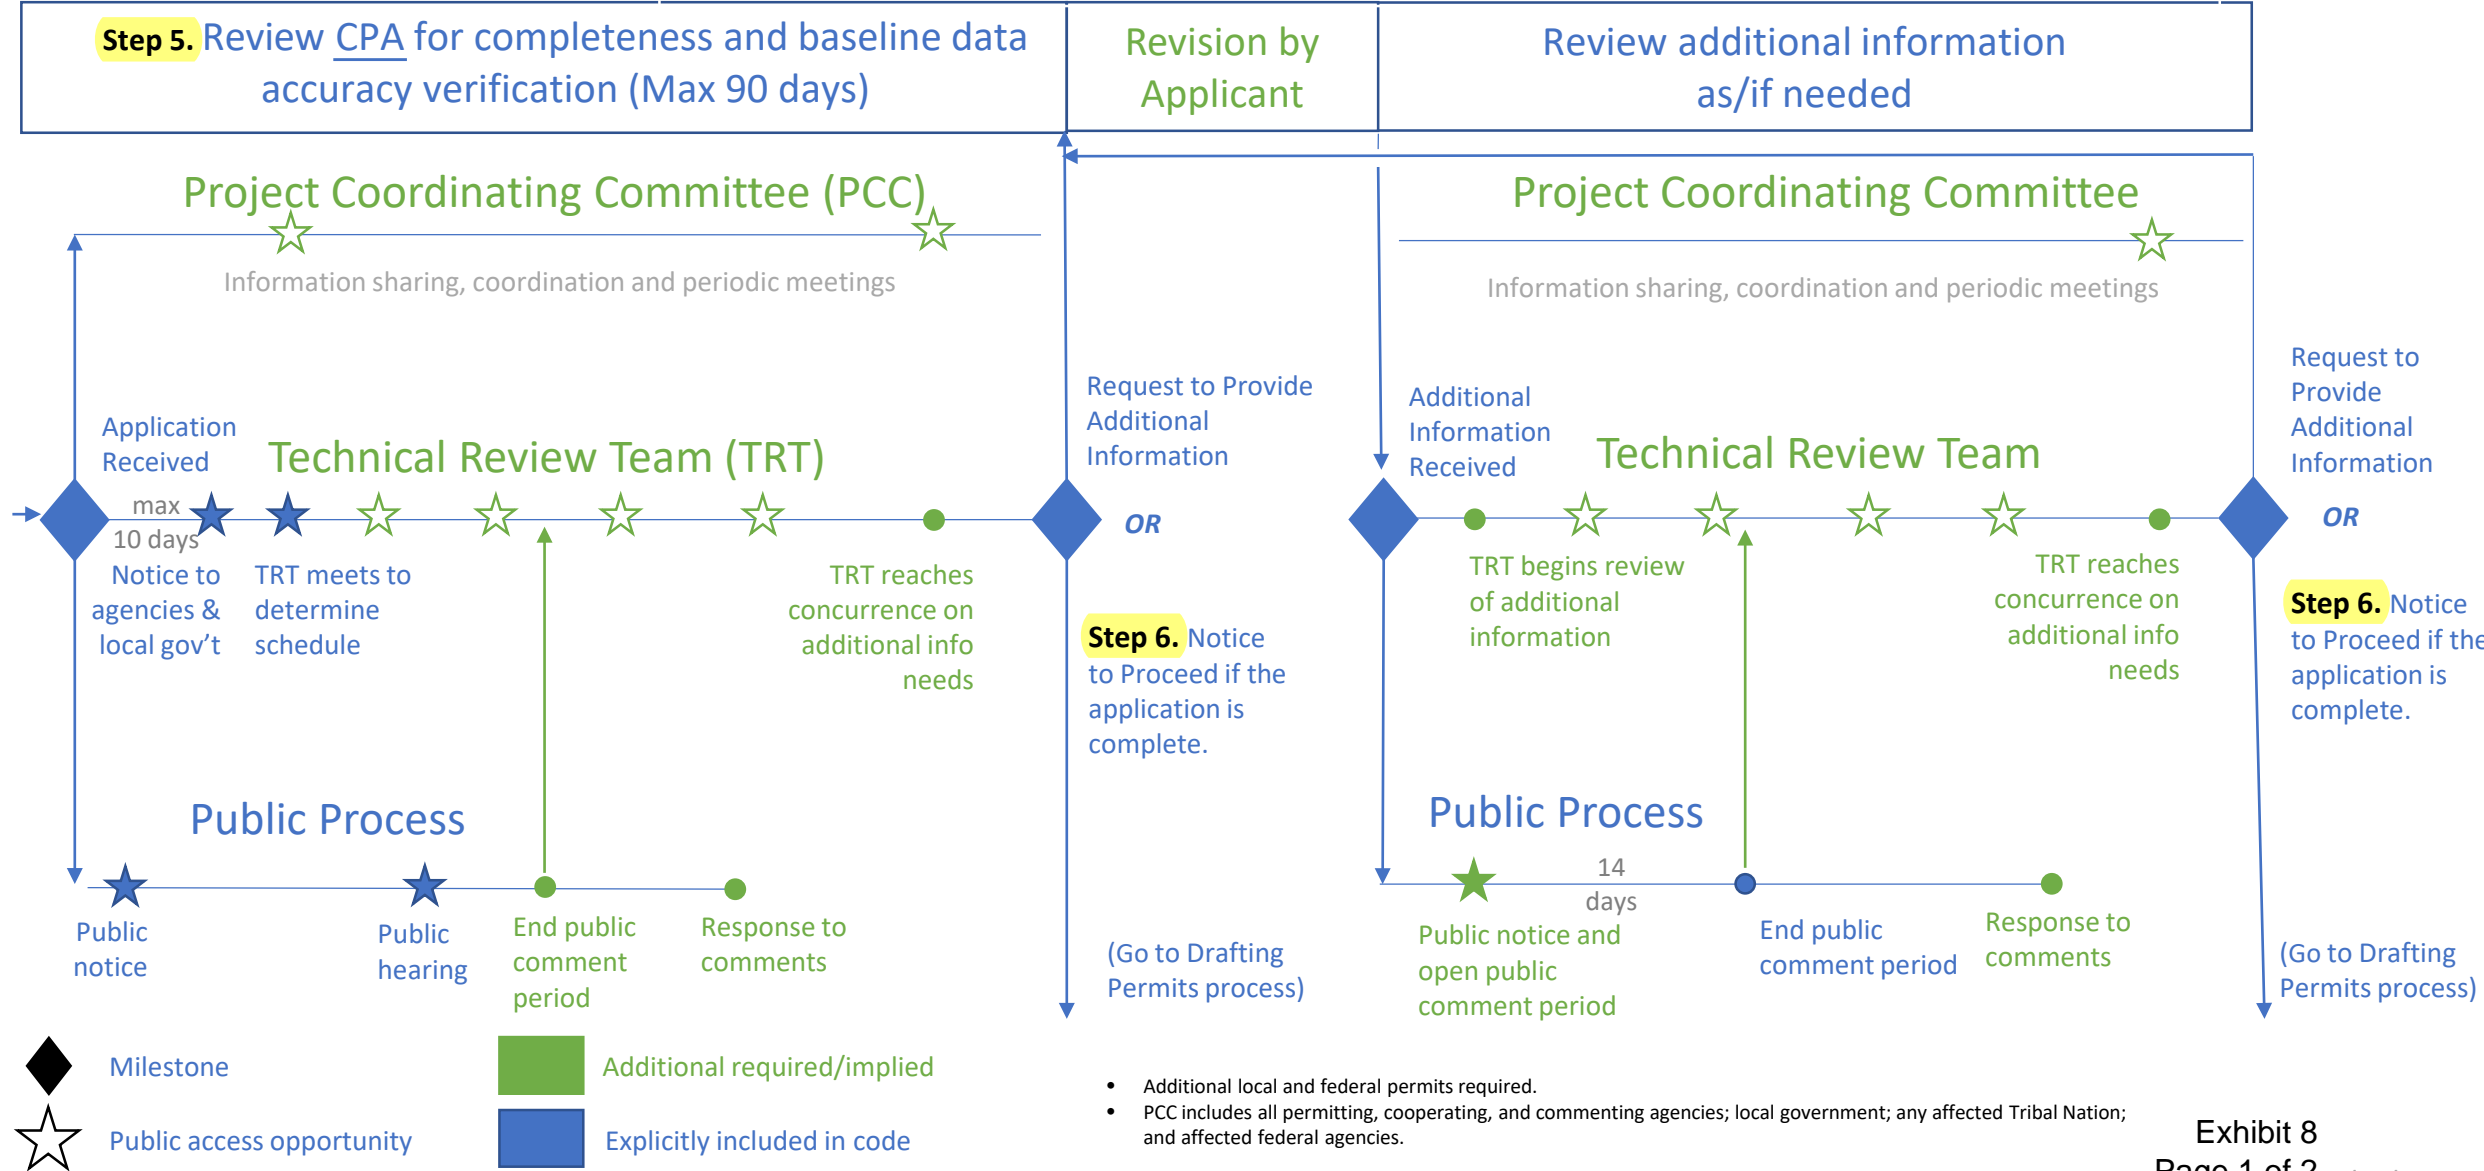 Step 5. Review CPA for completeness and baseline data
accuracy verification (Max 90 days)
Revision by
Applicant
Review additional information
as/if needed
Project Coordinating Committee (PCC)
Information sharing, coordination and periodic meetings
Project Coordinating Committee
Information sharing, coordination and periodic meetings
Application
Received
Technical Review Team (TRT)
max
10 days
Notice to
agencies &
local gov't
TRT meets to
determine
schedule
TRT reaches
concurrence on
additional info
needs
Request to Provide
Additional
Information
OR
Step 6. Notice
to Proceed if the
application is
complete.
(Go to Drafting
Permits process)
Additional
Information
Received
Technical Review Team
TRT begins review
of additional
information
TRT reaches
concurrence on
additional info
needs
Request to
Provide
Additional
Information
OR
Step 6. Notice
to Proceed if the
application is
complete.
(Go to Drafting
Permits process)
Public Process
Public
notice
Public
hearing
End public
comment
period
Response to
comments
Public Process
14
days
Public notice and
open public
comment period
End public
comment period
Response to
comments
Milestone
Additional required/implied
Public access opportunity
Explicitly included in code
• Additional local and federal permits required.
• PCC includes all permitting, cooperating, and commenting agencies; local government; any affected Tribal Nation;
and affected federal agencies.
Exhibit 8
Page 1 of 2